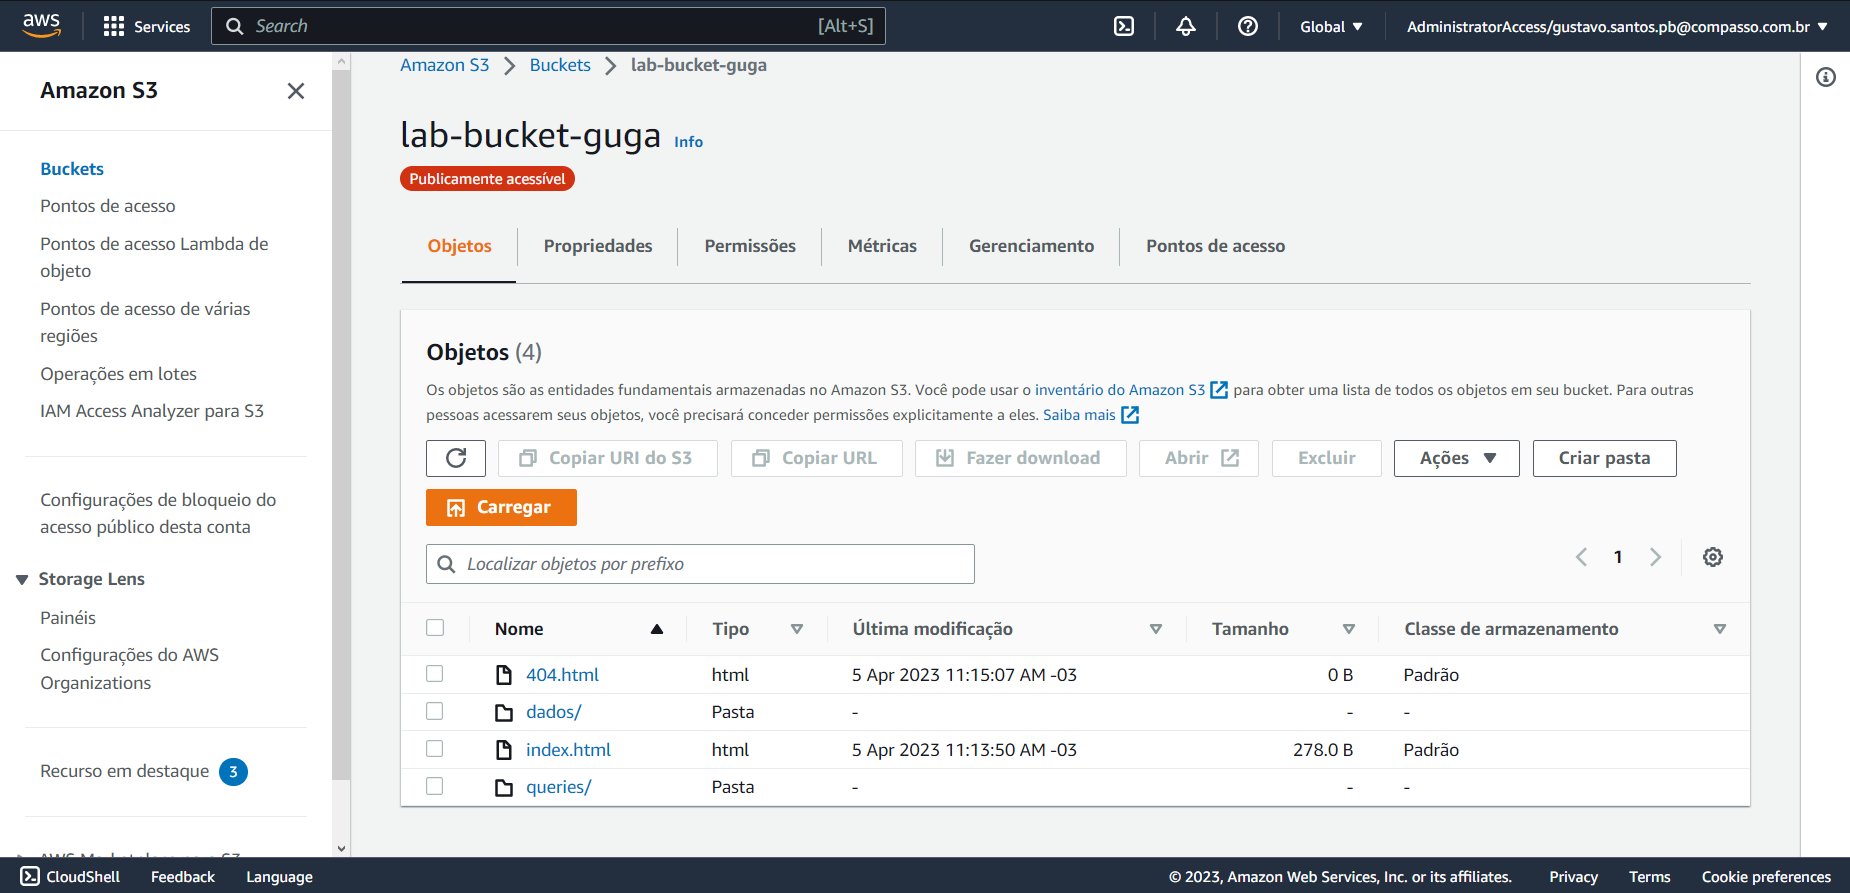 aws
Services
Search [Alt+S]
Global
AdministratorAccess/gustavo.santos.pb@compasso.com.br
Amazon S3
Buckets
Pontos de acesso
Pontos de acesso Lambda de
objeto
Pontos de acesso de várias
regiões
Operações em lotes
IAM Access Analyzer para S3
Configurações de bloqueio do
acesso público desta conta
Storage Lens
Painéis
Configurações do AWS
Organizations
Recurso em destaque 3
Amazon S3 Buckets lab-bucket-guga
lab-bucket-guga Info
Publicamente acessível
Objetos Propriedades Permissões Métricas Gerenciamento Pontos de acesso
Objetos (4)
Os objetos são as entidades fundamentais armazenadas no Amazon S3. Você pode usar o inventário do Amazon S3 para obter uma lista de todos os objetos em seu bucket. Para outras
pessoas acessarem seus objetos, você precisará conceder permissões explicitamente a eles. Saiba mais
Copiar URI do S3 Copiar URL Fazer download Abrir Excluir Ações Criar pasta
Carregar
Localizar objetos por prefixo
1
Nome Tipo Última modificação Tamanho Classe de armazenamento
404.html html 5 Apr 2023 11:15:07 AM -03 0 B Padrão
dados/ Pasta - - -
index.html html 5 Apr 2023 11:13:50 AM -03 278.0 B Padrão
queries/ Pasta - - -
CloudShell Feedback Language
© 2023, Amazon Web Services, Inc. or its affiliates. Privacy Terms Cookie preferences